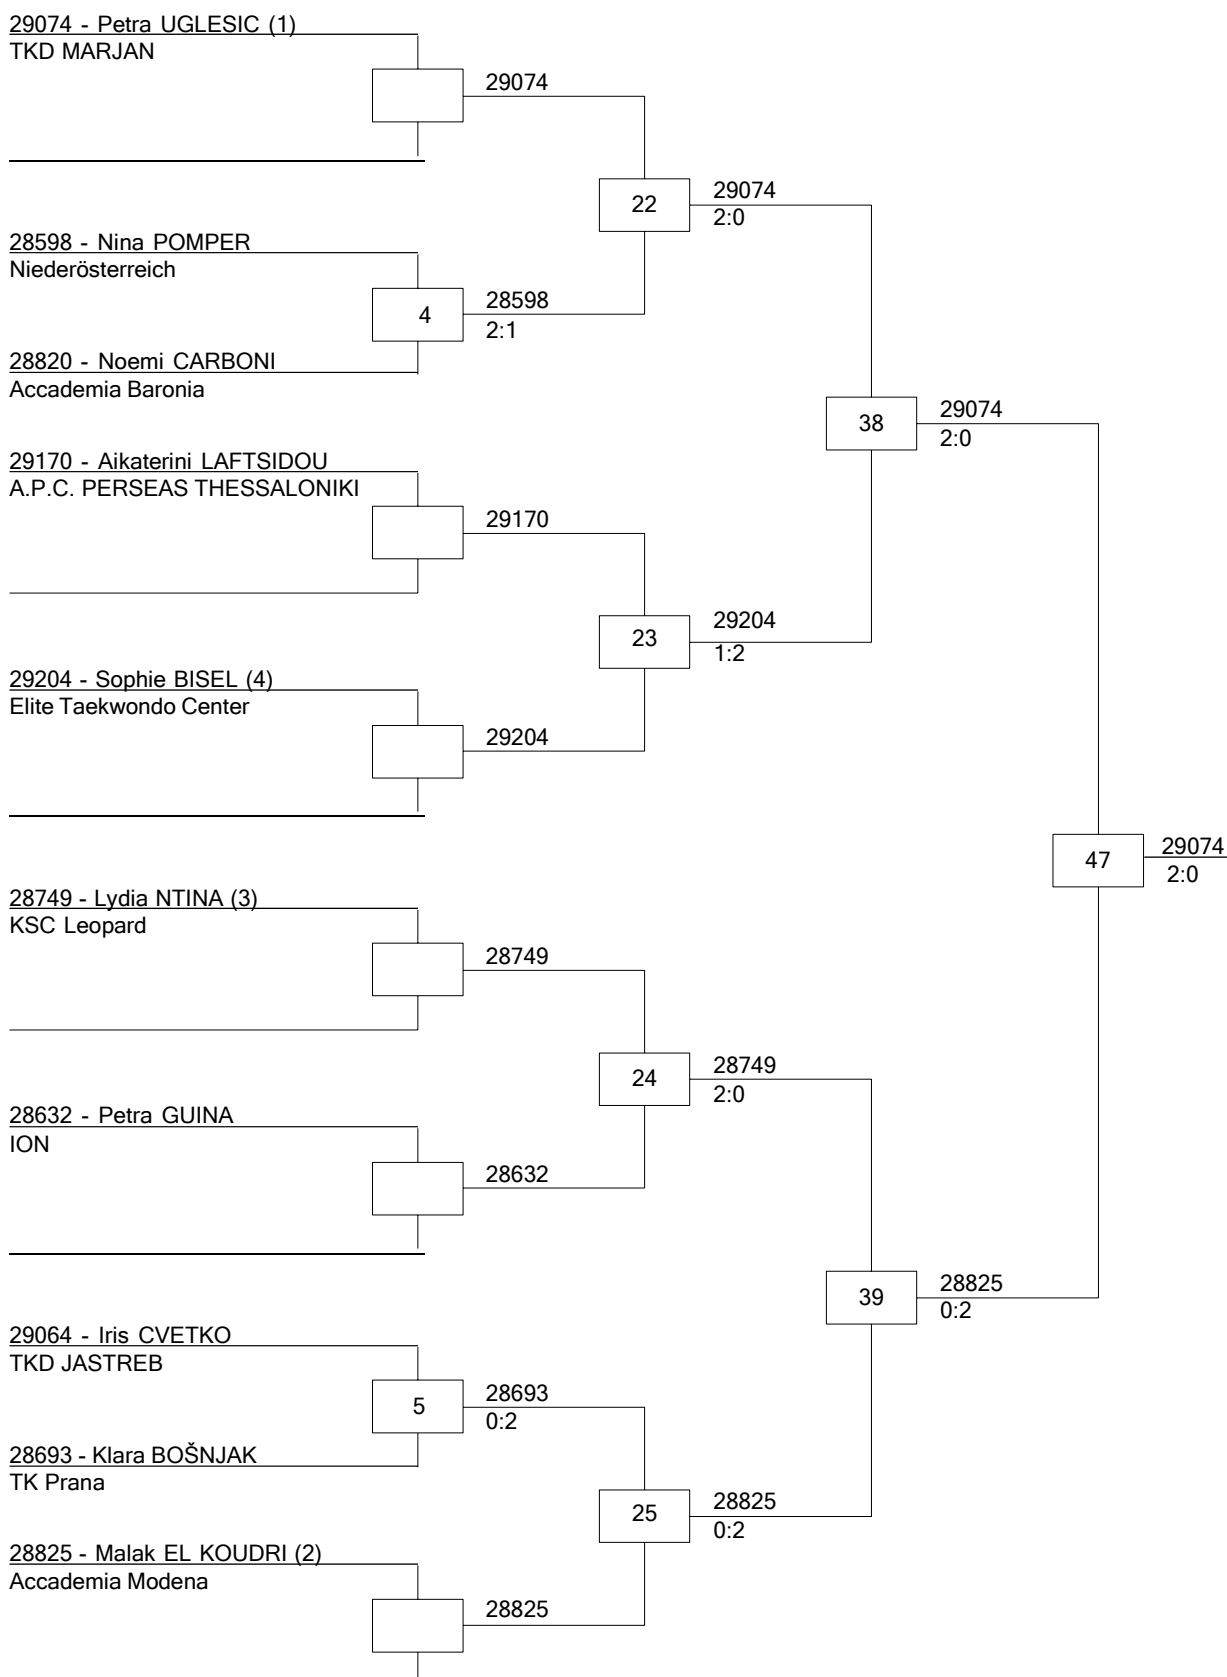 29074 - Petra UGLESIC (1)
TKD MARJAN
29074
22
29074
2:0
28598 - Nina POMPER
Niederösterreich
4
28598
2:1
28820 - Noemi CARBONI
Accademia Baronia
38
29074
2:0
29170 - Aikaterini LAFTSIDOU
A.P.C. PERSEAS THESSALONIKI
29170
23
29204
1:2
29204 - Sophie BISEL (4)
Elite Taekwondo Center
29204
47
29074
2:0
28749 - Lydia NTINA (3)
KSC Leopard
28749
24
28749
2:0
28632 - Petra GUINA
ION
28632
39
28825
0:2
29064 - Iris CVETKO
TKD JASTREB
5
28693
0:2
28693 - Klara BOŠNJAK
TK Prana
25
28825
0:2
28825 - Malak EL KOUDRI (2)
Accademia Modena
28825